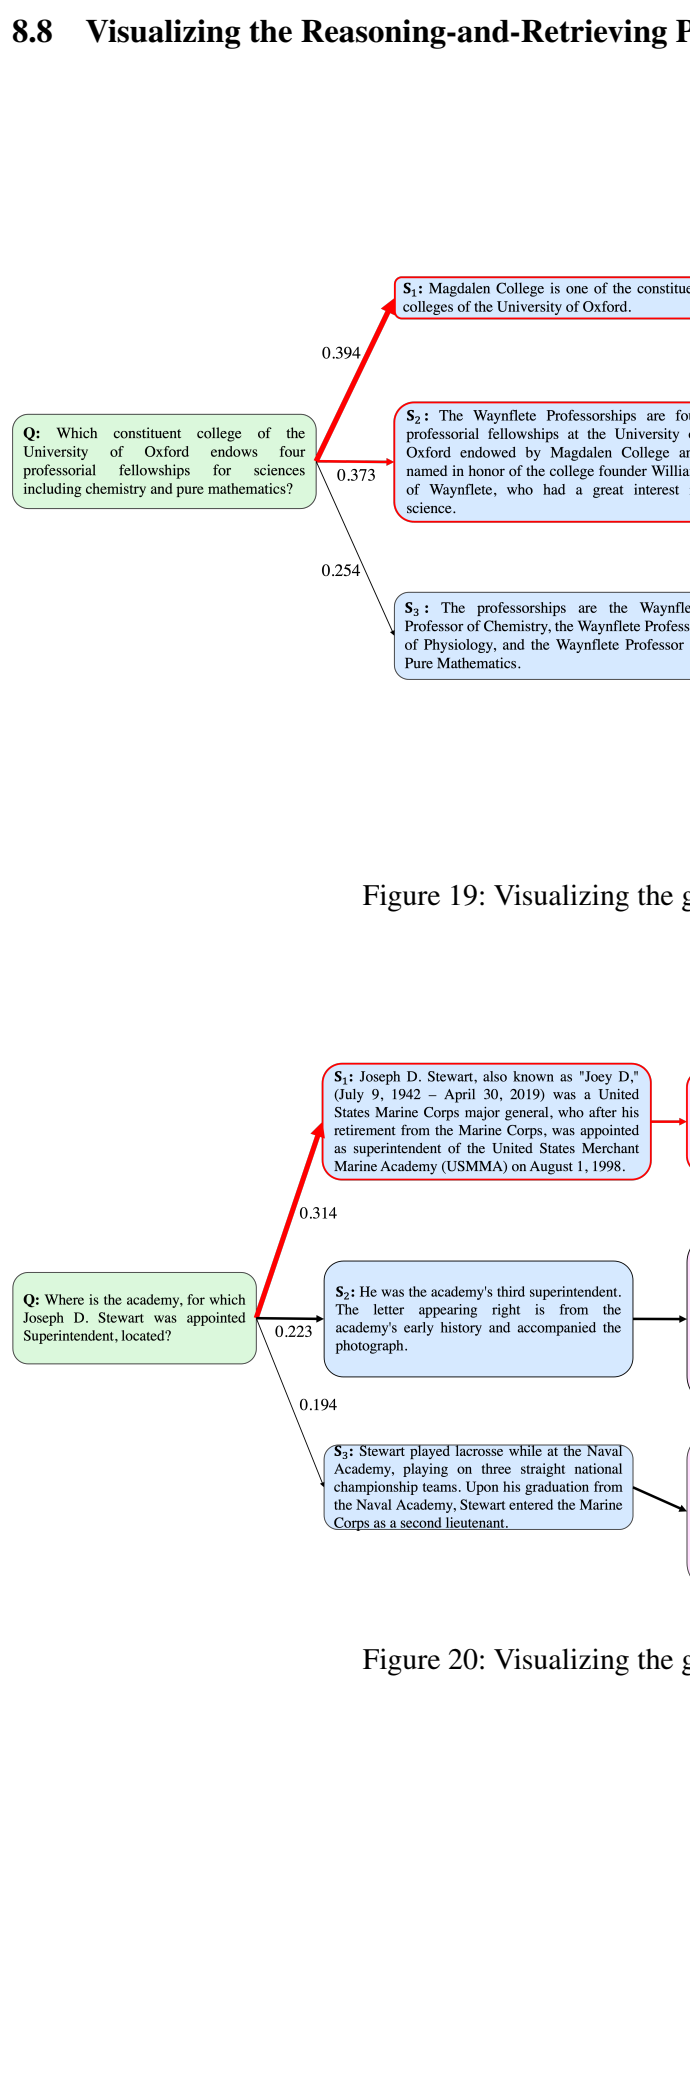 8.8 Visualizing the Reasoning-and-Retrieving
S1: Magdalen College is one of the
colleges of the University of Oxford.
0.394
S2: The Waynflete Professorships are
professorial fellowships at the University
Oxford endowed by Magdalen College
named in honor of the college founder
of Waynflete, who had a great interest
science.
Q: Which constituent college of the
University of Oxford endows four
professorial fellowships for sciences
including chemistry and pure mathematics?
0.373
0.254
S3: The professorships are the
Professor of Chemistry, the Waynflete
of Physiology, and the Waynflete Professor
Pure Mathematics.
Figure 19: Visualizing the
S1: Joseph D. Stewart, also known as "Joey D,"
(July 9, 1942 – April 30, 2019) was a United
States Marine Corps major general, who after his
retirement from the Marine Corps, was appointed
as superintendent of the United States Merchant
Marine Academy (USMMA) on August 1, 1998.
0.314
Q: Where is the academy, for which
Joseph D. Stewart was appointed
Superintendent, located?
S2: He was the academy's third superintendent.
The letter appearing right is from the
academy's early history and accompanied the
photograph.
0.223
0.194
S3: Stewart played lacrosse while at the Naval
Academy, playing on three straight national
championship teams. Upon his graduation from
the Naval Academy, Stewart entered the Marine
Corps as a second lieutenant.
Figure 20: Visualizing the